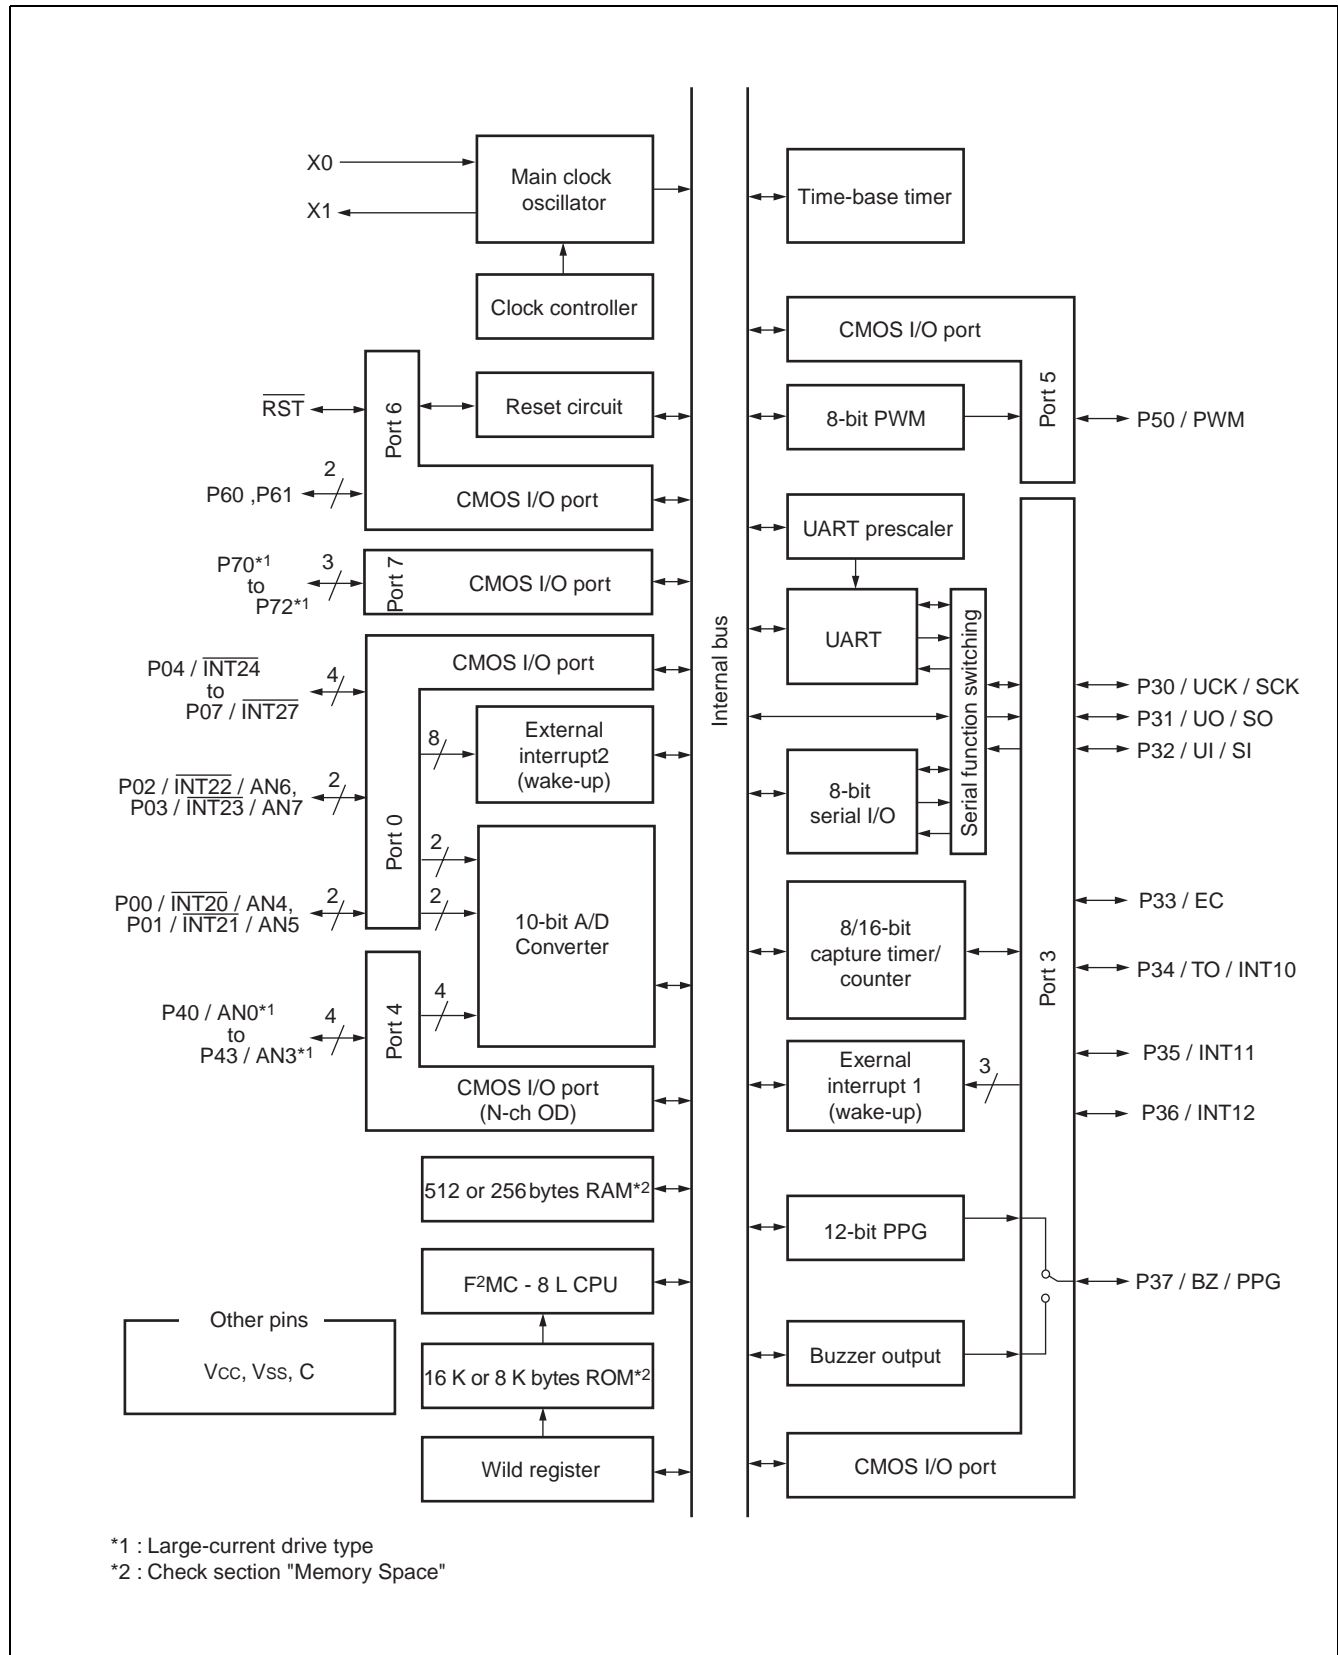 X0
X1
Main clock
oscillator
Clock controller
RST
Port 6
Reset circuit
2
P60 ,P61
CMOS I/O port
P70*1
to
P72*1
3
Port 7
CMOS I/O port
P04 / INT24
to
P07 / INT27
4
CMOS I/O port
8
External
interrupt2
(wake-up)
P02 / INT22 / AN6,
P03 / INT23 / AN7
2
Port 0
2
P00 / INT20 / AN4,
P01 / INT21 / AN5
2
2
10-bit A/D
Converter
P40 / AN0*1
to
P43 / AN3*1
4
Port 4
4
CMOS I/O port
(N-ch OD)
512 or 256 bytes RAM*2
F2MC - 8 L CPU
16 K or 8 K bytes ROM*2
Wild register
Other pins
VCC, VSS, C
Internal bus
Time-base timer
CMOS I/O port
Port 5
8-bit PWM
P50 / PWM
UART prescaler
UART
Serial function switching
8-bit
serial I/O
P30 / UCK / SCK
P31 / UO / SO
P32 / UI / SI
P33 / EC
8/16-bit
capture timer/
counter
Port 3
P34 / TO / INT10
P35 / INT11
Exernal
interrupt 1
(wake-up)
3
P36 / INT12
12-bit PPG
P37 / BZ / PPG
Buzzer output
CMOS I/O port
*1 : Large-current drive type
*2 : Check section "Memory Space"